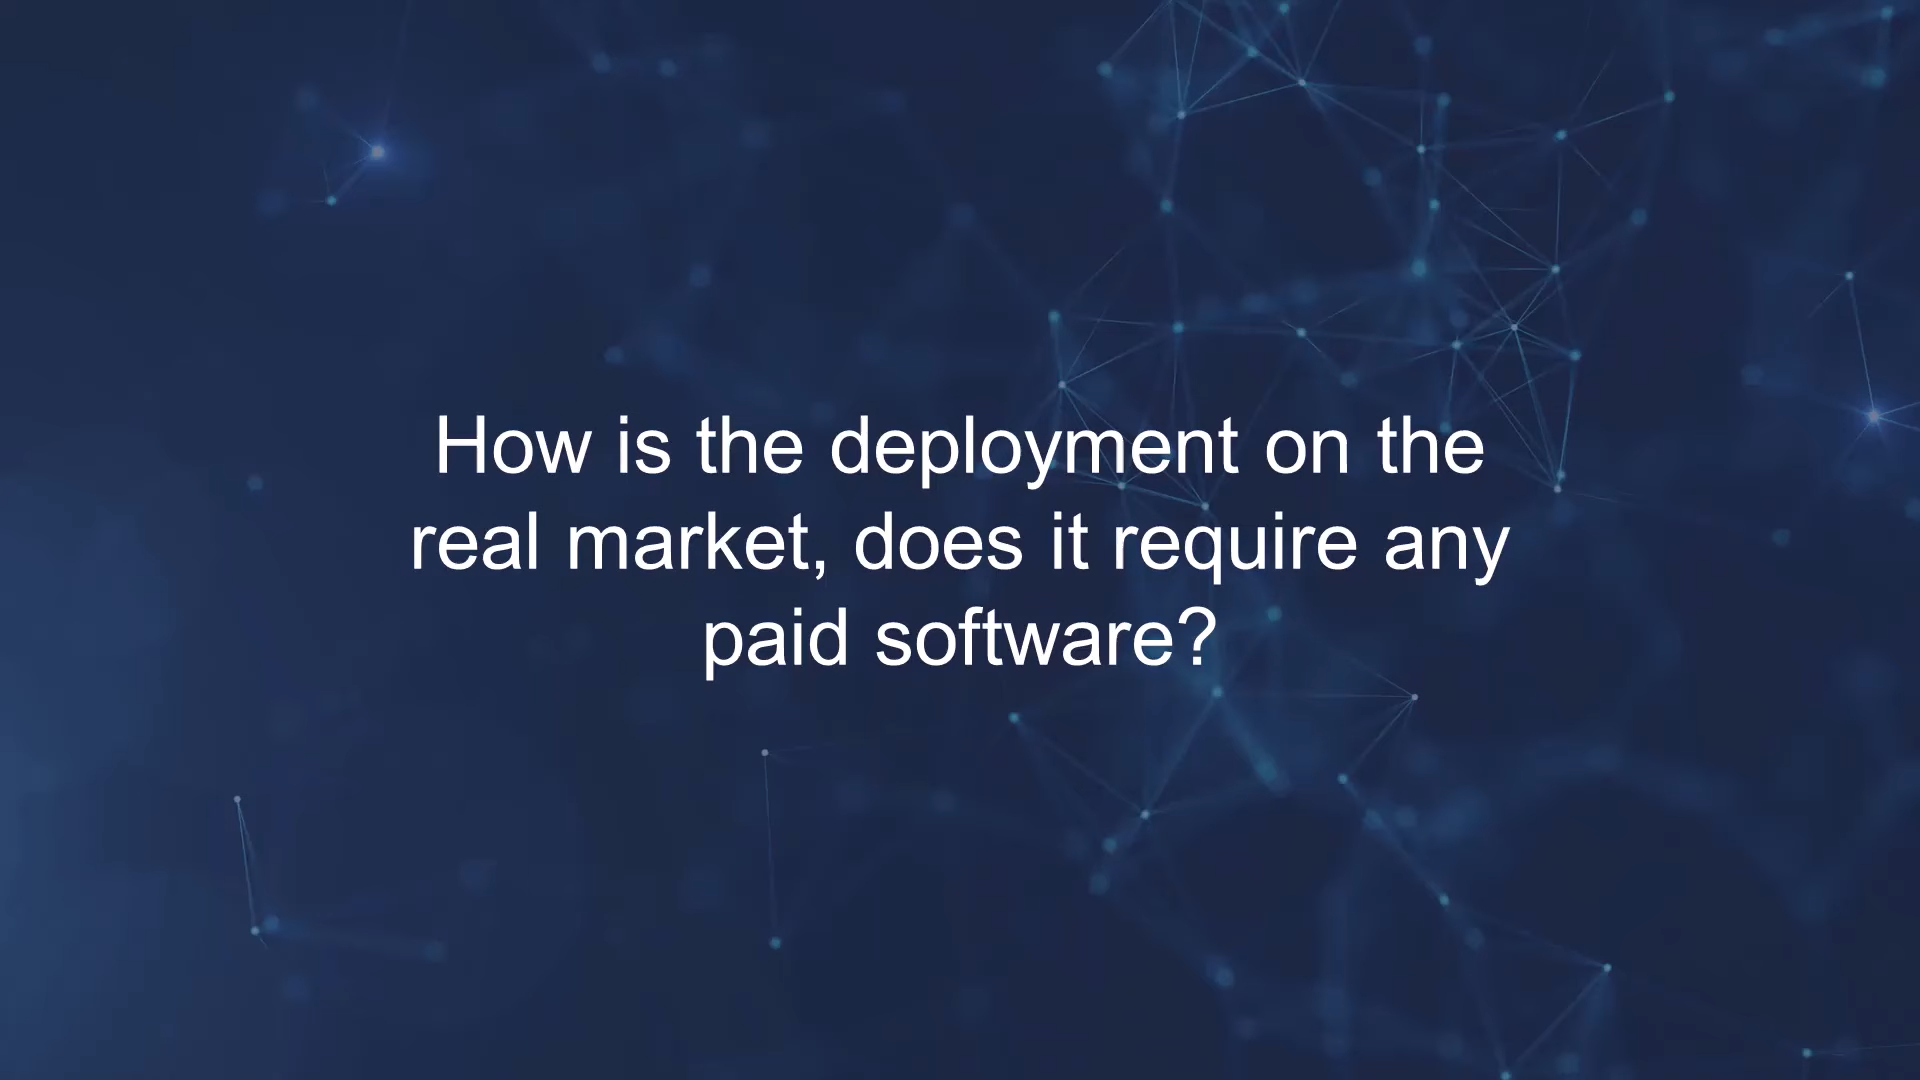 How is the deployment on the
real market, does it require any
paid software?